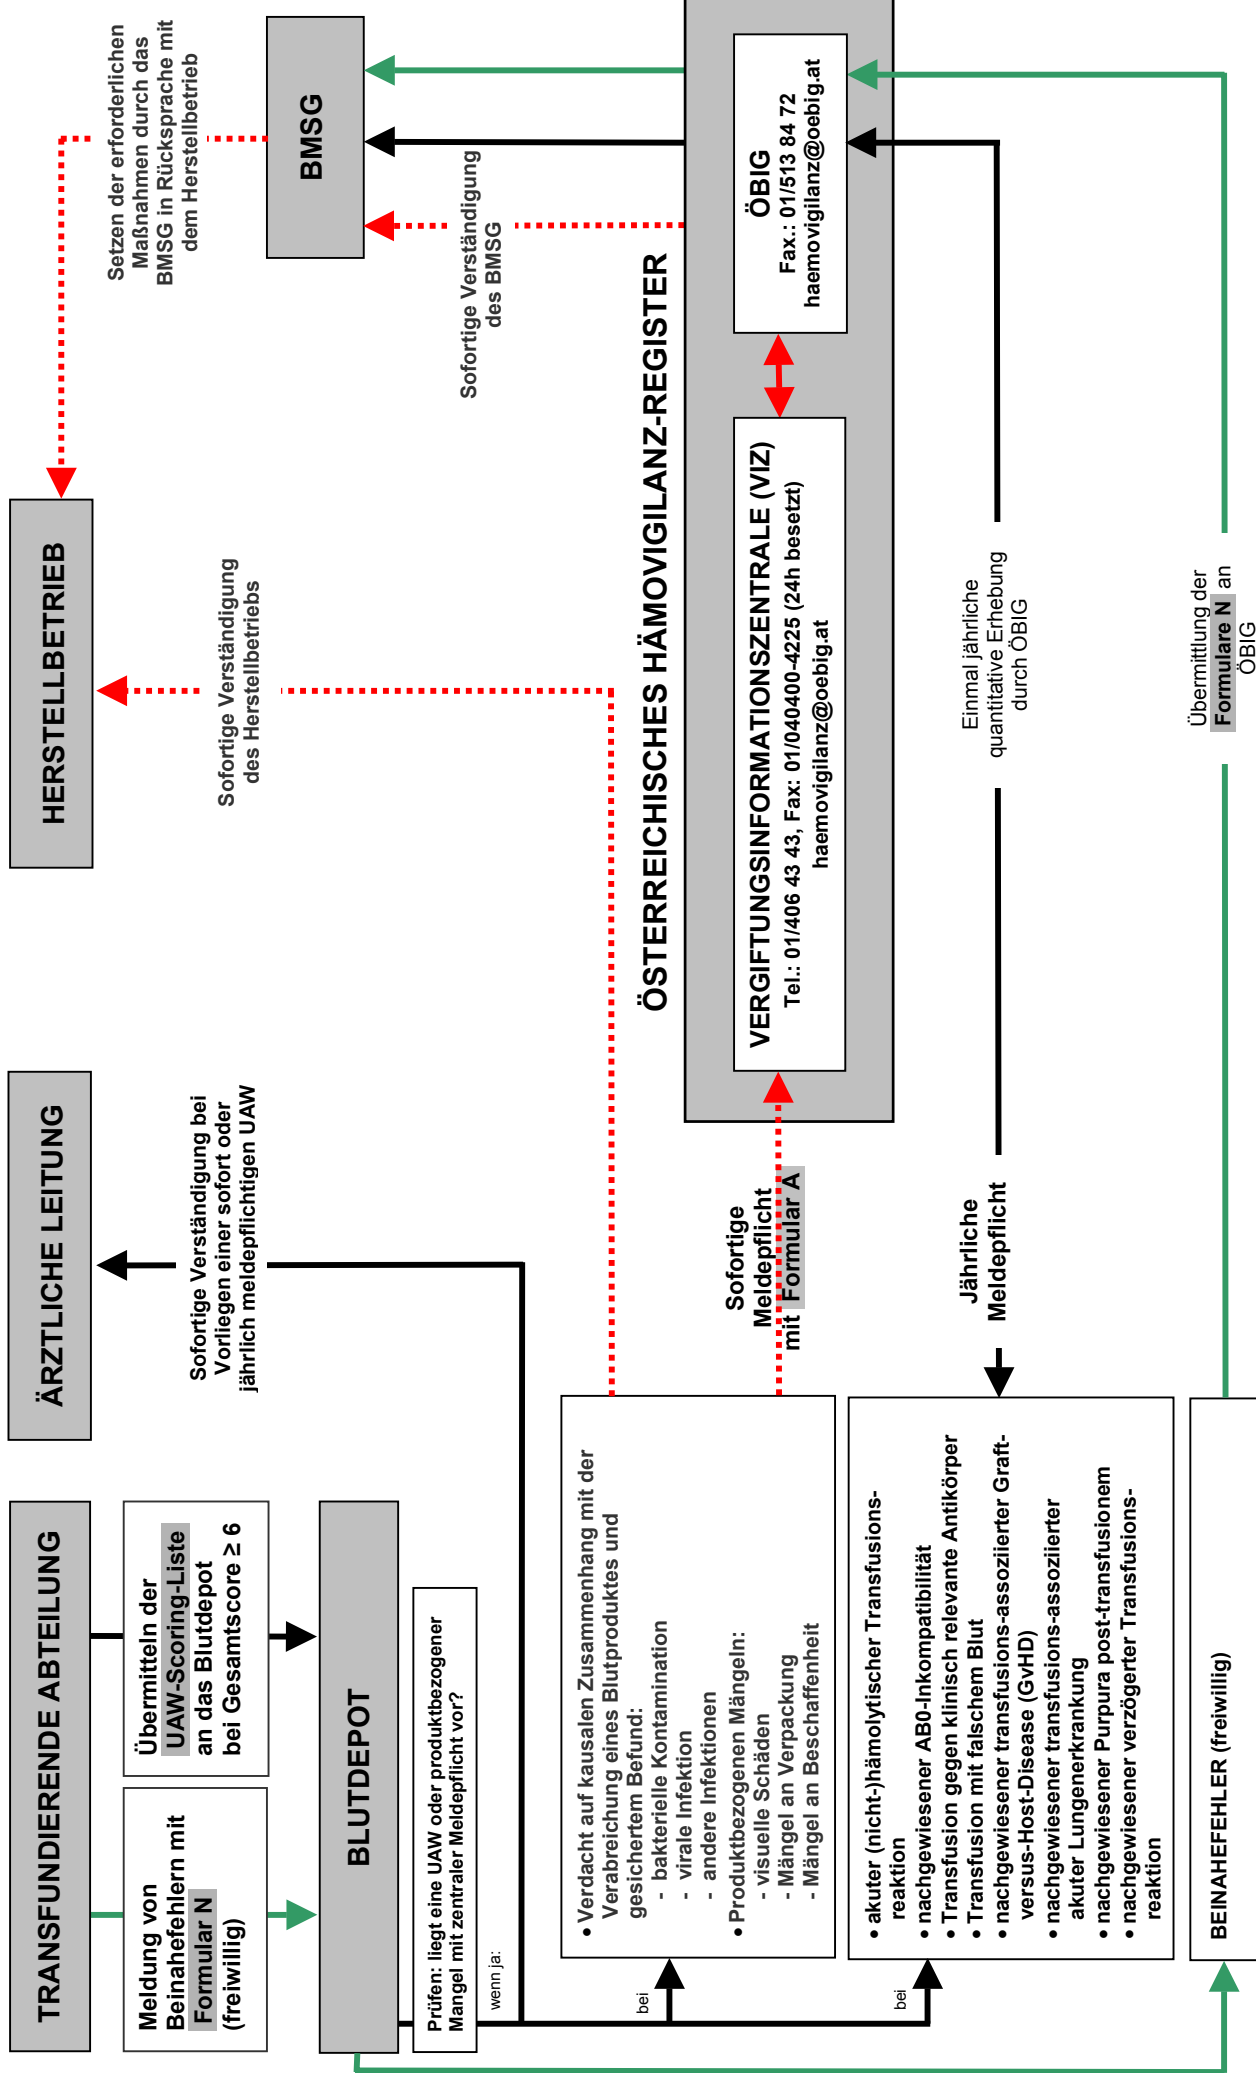 TRANSFUNDIERENDE ABTEILUNG
Meldung von
Beinahefehlern mit
Formular N
(freiwillig)
Übermitteln der
UAW-Scoring-Liste
an das Blutdepot
bei Gesamtscore ≥ 6
BLUTDEPOT
Prüfen: liegt eine UAW oder produktbezogener
Mangel mit zentraler Meldepflicht vor?
wenn ja:
ÄRZTLICHE LEITUNG
Sofortige Verständigung bei
Vorliegen einer sofort oder
jährlich meldepflichtigen UAW
HERSTELLBETRIEB
Sofortige Verständigung
des Herstellbetriebs
Setzen der erforderlichen
Maßnahmen durch das
BMSG in Rücksprache mit
dem Herstellbetrieb
BMSG
Sofortige Verständigung
des BMSG
bei
• Verdacht auf kausalen Zusammenhang mit der
Verabreichung eines Blutproduktes und
gesichertem Befund:
- bakterielle Kontamination
- virale Infektion
- andere Infektionen
• Produktbezogenen Mängeln:
- visuelle Schäden
- Mängel an Verpackung
- Mängel an Beschaffenheit
Sofortige
Meldepflicht
mit Formular A
ÖSTERREICHISCHES HÄMOVIGILANZ-REGISTER
VERGIFTUNGSINFORMATIONSZENTRALE (VIZ)
Tel.: 01/406 43 43, Fax: 01/040400-4225 (24h besetzt)
haemovigilanz@oebig.at
ÖBIG
Fax.: 01/513 84 72
haemovigilanz@oebig.at
bei
• akuter (nicht-)hämolytischer Transfusions-
reaktion
• nachgewiesener AB0-Inkompatibilität
• Transfusion gegen klinisch relevante Antikörper
• Transfusion mit falschem Blut
• nachgewiesener transfusions-assoziierter Graft-
versus-Host-Disease (GvHD)
• nachgewiesener transfusions-assoziierter
akuter Lungenerkrankung
• nachgewiesener Purpura post-transfusionem
• nachgewiesener verzögerter Transfusions-
reaktion
Jährliche
Meldepflicht
Einmal jährliche
quantitative Erhebung
durch ÖBIG
BEINAHEFEHLER (freiwillig)
Übermittlung der
Formulare N an
ÖBIG